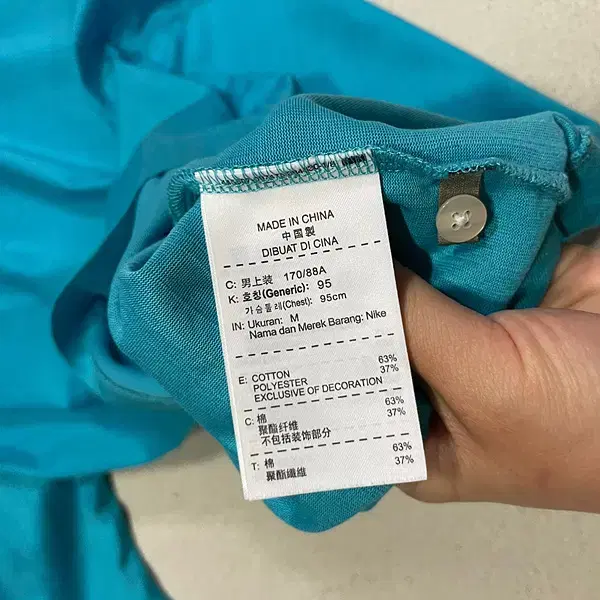 MADE IN CHINA
中国製
DIBUAT DI CINA
C: 男上装 170/88A
K: 호칭(Generic): 95
가슴둘레(Chest): 95cm
IN: Ukuran: M
Nama dan Merek Barang: Nike
E: COTTON 63%
POLYESTER 37%
EXCLUSIVE OF DECORATION
C: 棉 63%
聚酯纤维 37%
不包括装饰部分
T: 棉 63%
聚酯纖維 37%